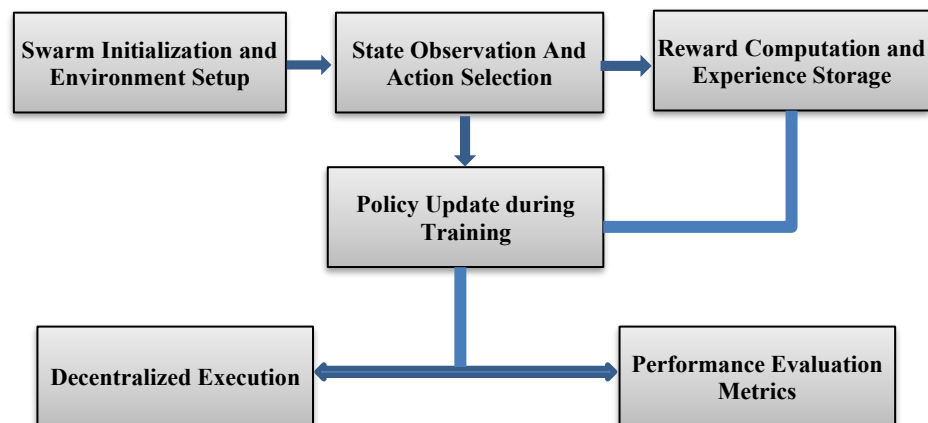 Swarm Initialization and
Environment Setup
State Observation And
Action Selection
Reward Computation and
Experience Storage
Policy Update during
Training
Decentralized Execution
Performance Evaluation
Metrics